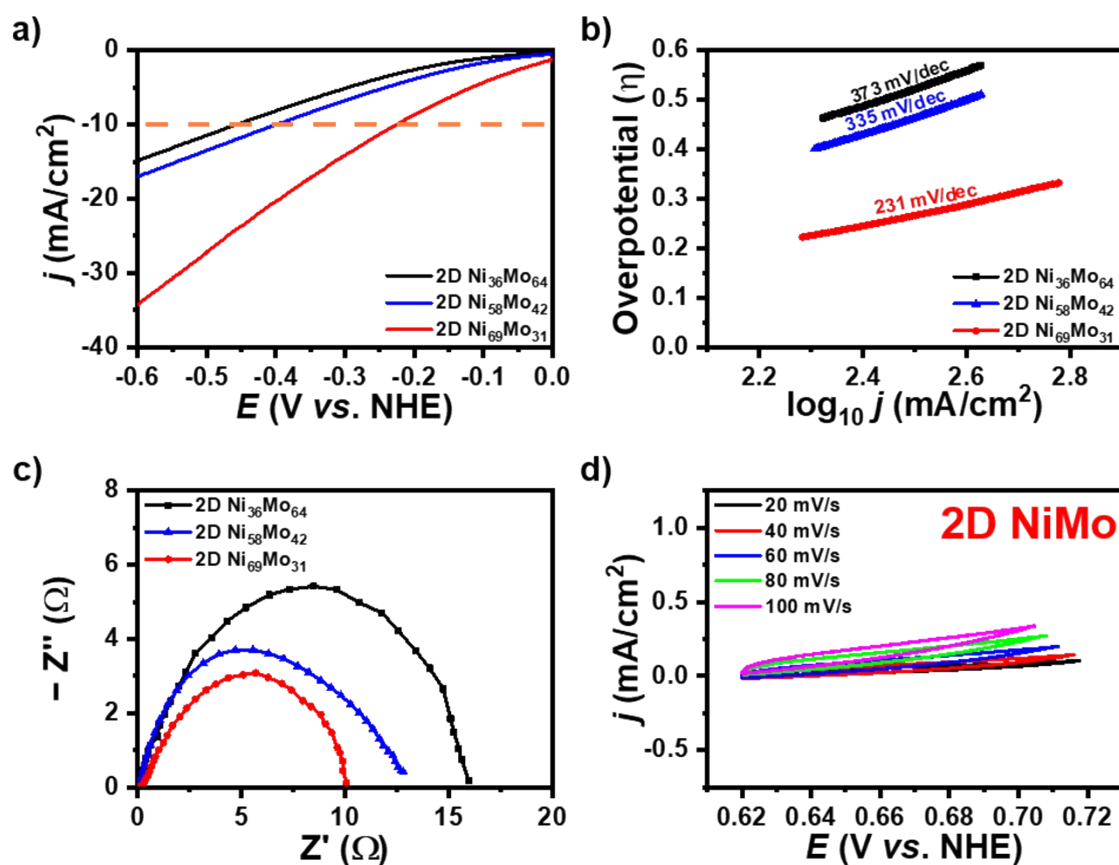 a)
0
-10
-20
-30
-40
j (mA/cm²)
-0.6
-0.5
-0.4
-0.3
-0.2
-0.1
0.0
E (V vs. NHE)
2D Ni₃₆Mo₆₄
2D Ni₅₈Mo₄₂
2D Ni₆₉Mo₃₁
b)
0.6
0.5
0.4
0.3
0.2
0.1
0.0
Overpotential (η)
373 mV/dec
335 mV/dec
231 mV/dec
2D Ni₃₆Mo₆₄
2D Ni₅₈Mo₄₂
2D Ni₆₉Mo₃₁
2.2
2.4
2.6
2.8
log₁₀ j (mA/cm²)
c)
8
6
4
2
0
– Z'' (Ω)
2D Ni₃₆Mo₆₄
2D Ni₅₈Mo₄₂
2D Ni₆₉Mo₃₁
0
5
10
15
20
Z' (Ω)
d)
1.0
0.5
0.0
-0.5
j (mA/cm²)
20 mV/s
40 mV/s
60 mV/s
80 mV/s
100 mV/s
2D NiMo
0.62
0.64
0.66
0.68
0.70
0.72
E (V vs. NHE)